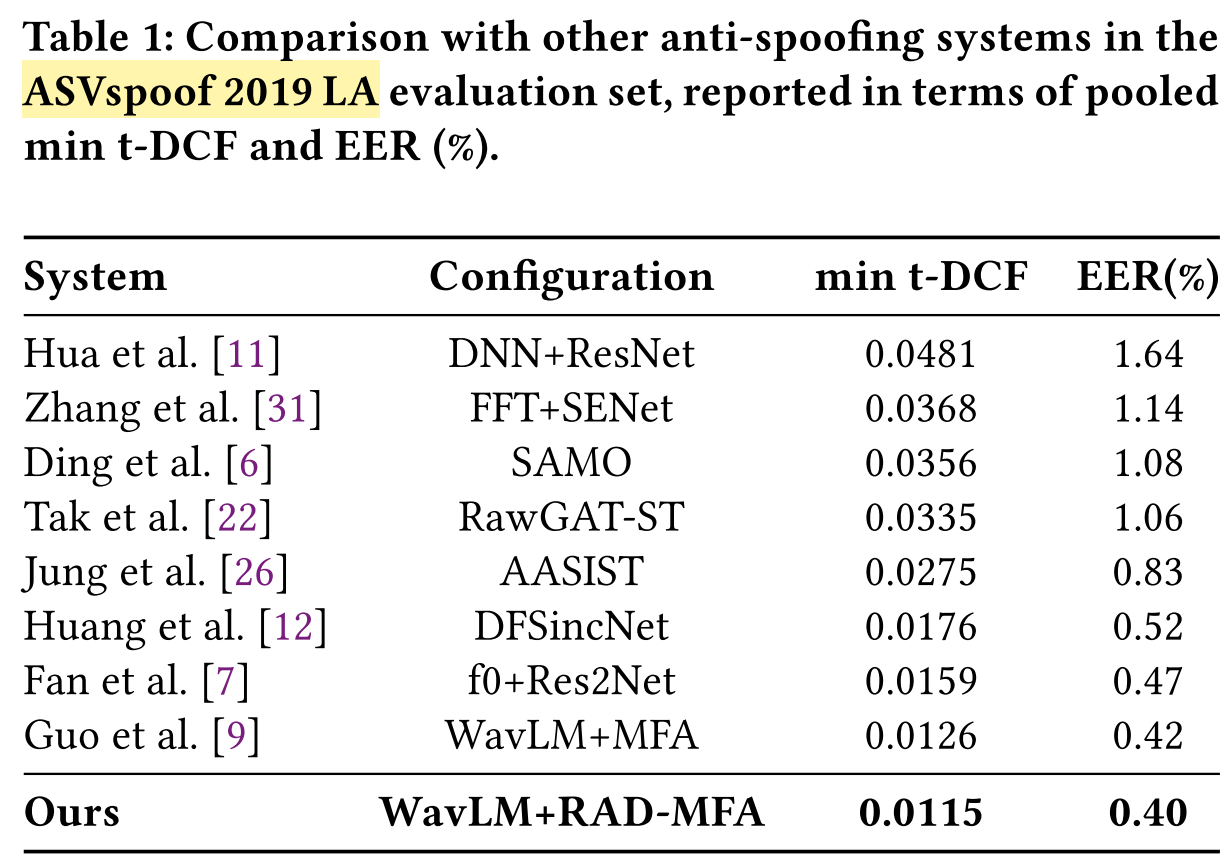 Table 1: Comparison with other anti-spoofing systems in the
ASVspoof 2019 LA evaluation set, reported in terms of pooled
min t-DCF and EER (%).
System Configuration min t-DCF EER(%)
Hua et al. [11] DNN+ResNet 0.0481 1.64
Zhang et al. [31] FFT+SENet 0.0368 1.14
Ding et al. [6] SAMO 0.0356 1.08
Tak et al. [22] RawGAT-ST 0.0335 1.06
Jung et al. [26] AASIST 0.0275 0.83
Huang et al. [12] DFSincNet 0.0176 0.52
Fan et al. [7] f0+Res2Net 0.0159 0.47
Guo et al. [9] WavLM+MFA 0.0126 0.42
Ours WavLM+RAD-MFA 0.0115 0.40